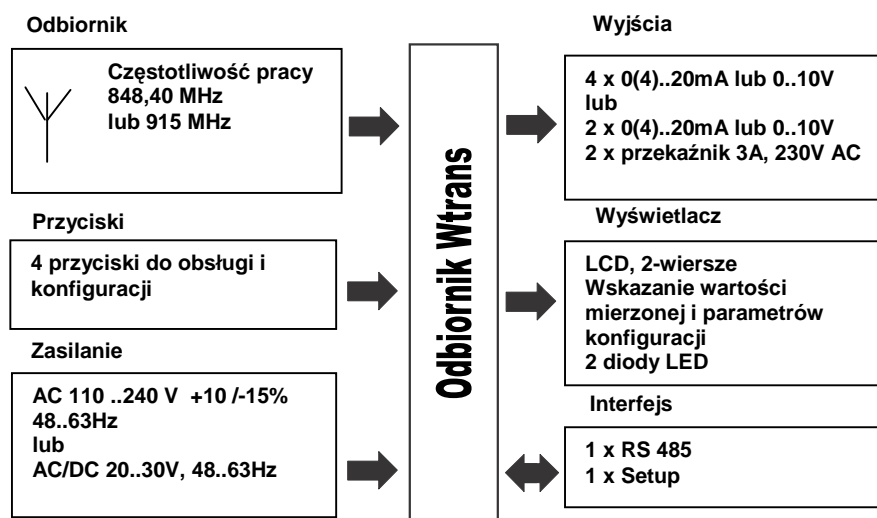 Odbiornik
Częstotliwość pracy
848,40 MHz
lub 915 MHz
Przyciski
4 przyciski do obsługi i
konfiguracji
Zasilanie
AC 110 ..240 V +10 /-15%
48..63Hz
lub
AC/DC 20..30V, 48..63Hz
Odbiornik Wtrans
Wyjścia
4 x 0(4)..20mA lub 0..10V
lub
2 x 0(4)..20mA lub 0..10V
2 x przekaźnik 3A, 230V AC
Wyświetlacz
LCD, 2-wiersze
Wskazanie wartości
mierzonej i parametrów
konfiguracji
2 diody LED
Interfejs
1 x RS 485
1 x Setup